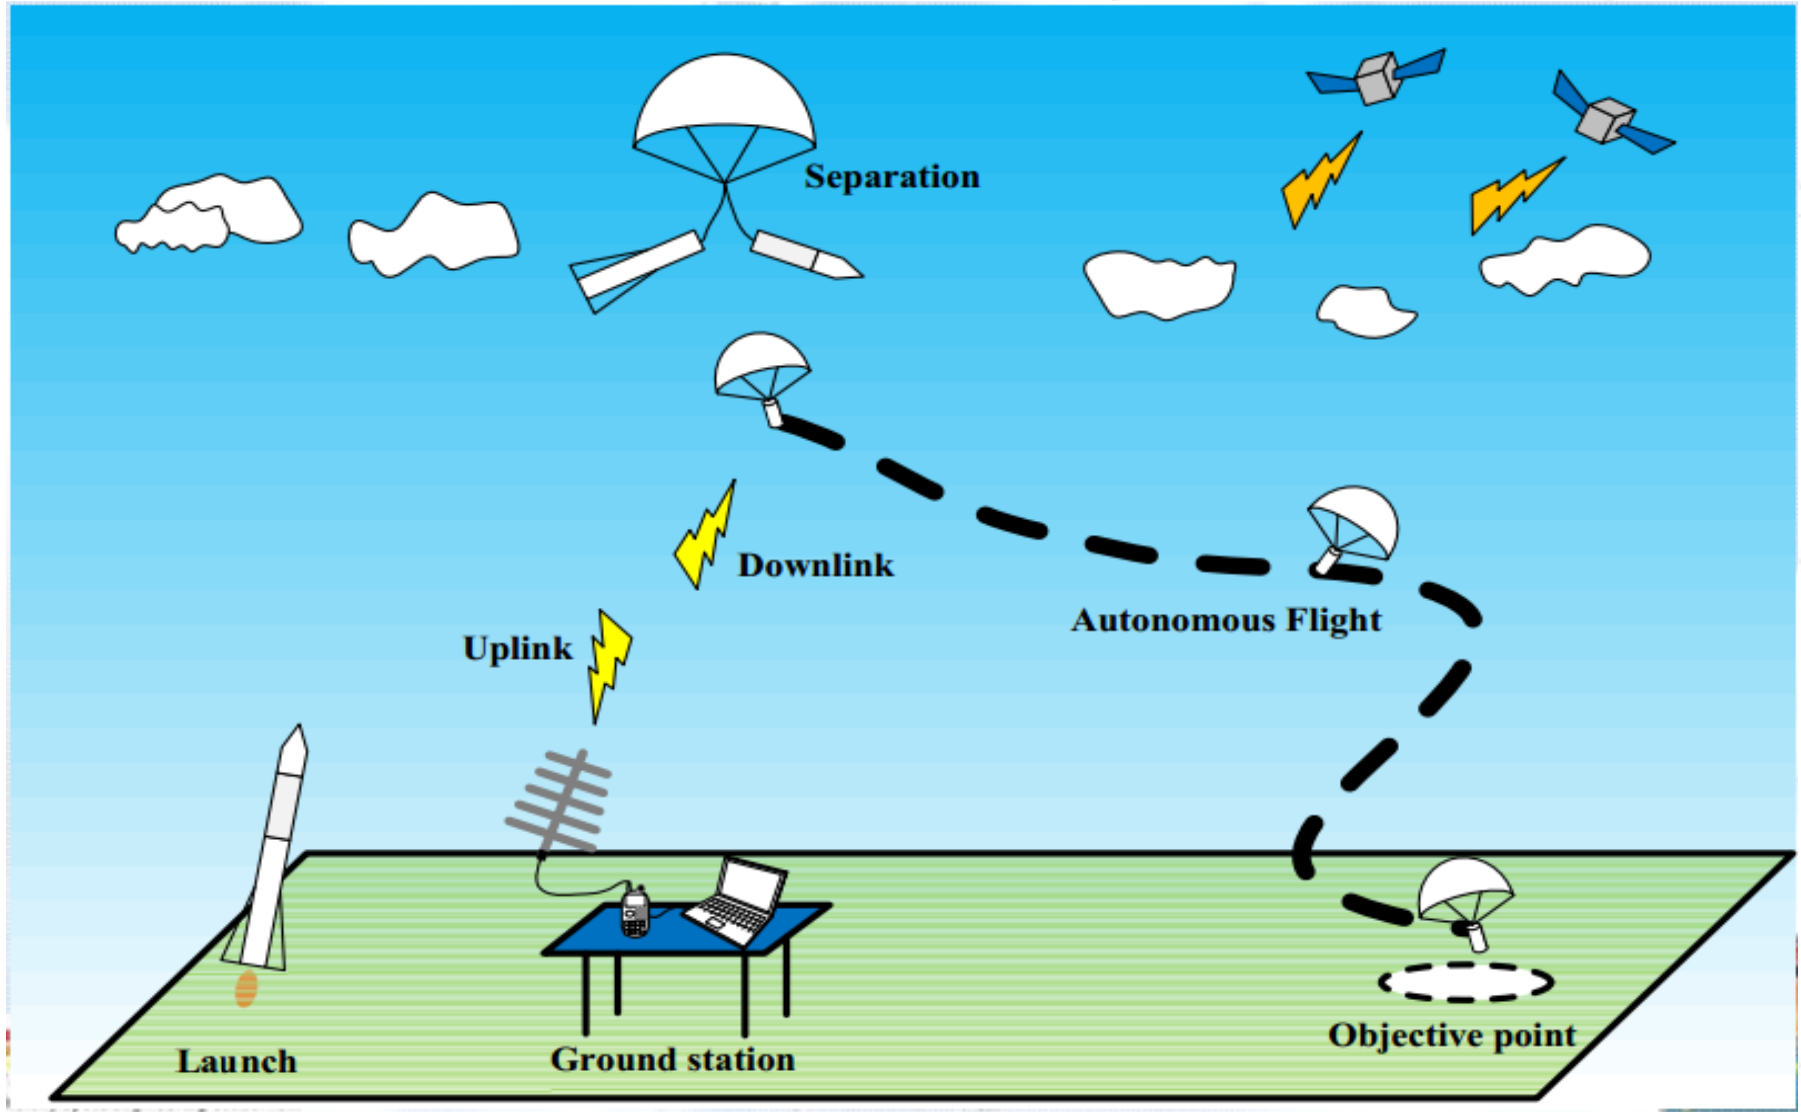 Separation
Downlink
Autonomous Flight
Uplink
Objective point
Launch
Ground station